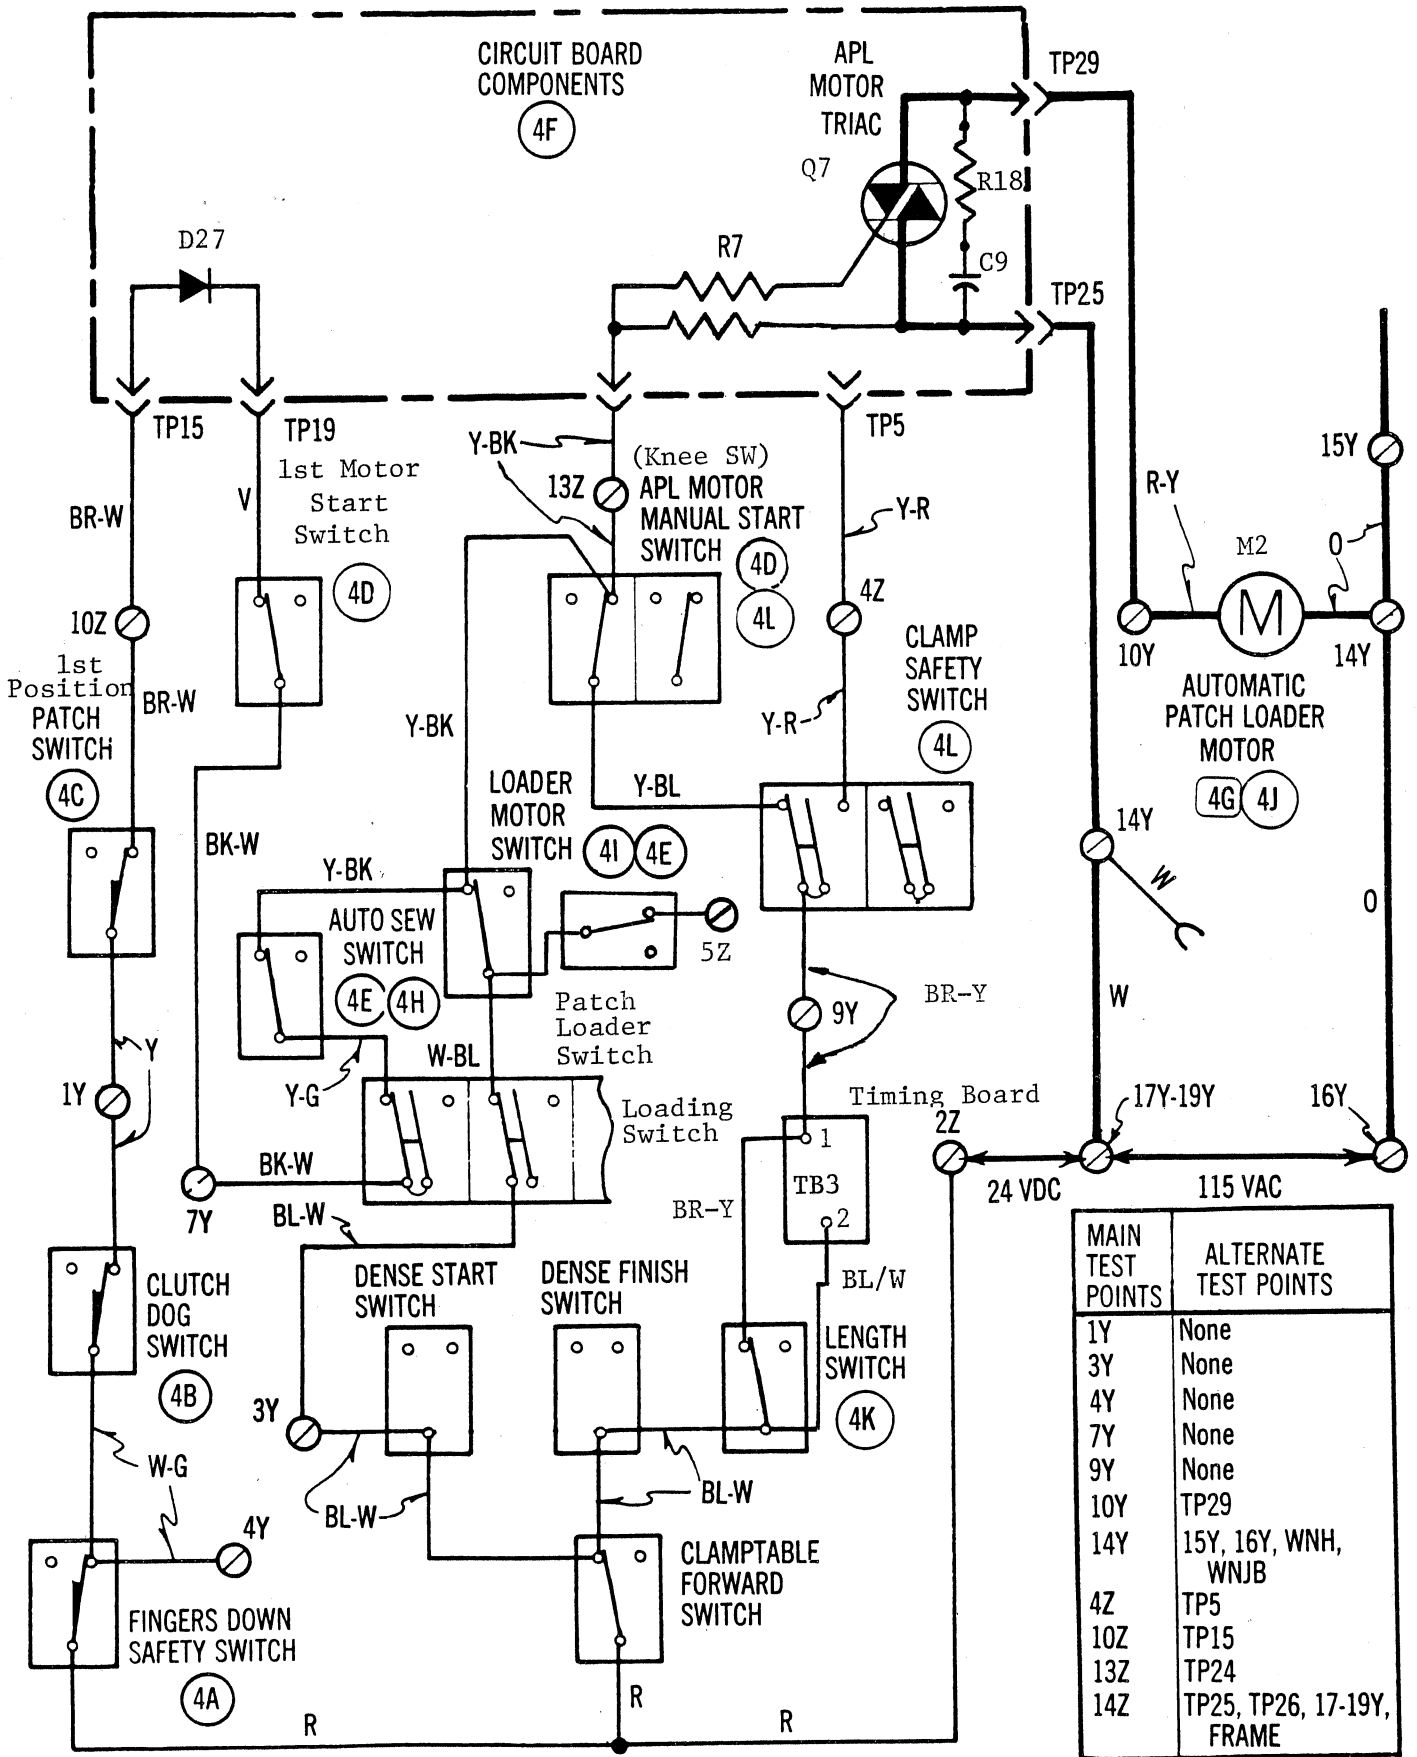 CIRCUIT BOARD
COMPONENTS
4F
APL
MOTOR
TRIAC
Q7
R18
C9
TP29
TP25
D27
R7
TP15
TP19
TP5
Y-BK
(Knee SW)
13Z
APL MOTOR
MANUAL START
SWITCH
4D
4L
1st Motor
Start
Switch
4D
V
BR-W
10Z
1st
Position
PATCH
SWITCH
4C
BR-W
Y-R
4Z
Y-R
CLAMP
SAFETY
SWITCH
4L
15Y
R-Y
M2
O
M
10Y
14Y
AUTOMATIC
PATCH LOADER
MOTOR
4G
4J
Y-BK
Y-BL
LOADER
MOTOR
SWITCH
4I
4E
BK-W
Y-BK
AUTO SEW
SWITCH
4E
4H
5Z
Patch
Loader
Switch
14Y
W
O
BR-Y
9Y
W
Y
1Y
Y-G
W-BL
Loading
Switch
Timing Board
2Z
17Y-19Y
16Y
24 VDC
115 VAC
1
TB3
2
BR-Y
BL/W
BK-W
7Y
BL-W
CLUTCH
DOG
SWITCH
4B
DENSE START
SWITCH
DENSE FINISH
SWITCH
LENGTH
SWITCH
4K
3Y
W-G
BL-W
BL-W
4Y
CLAMPTABLE
FORWARD
SWITCH
FINGERS DOWN
SAFETY SWITCH
4A
R
R
R
MAIN
TEST
POINTS
ALTERNATE
TEST POINTS
1Y None
3Y None
4Y None
7Y None
9Y None
10Y TP29
14Y 15Y, 16Y, WNH,
WNJB
4Z TP5
10Z TP15
13Z TP24
14Z TP25, TP26, 17-19Y,
FRAME